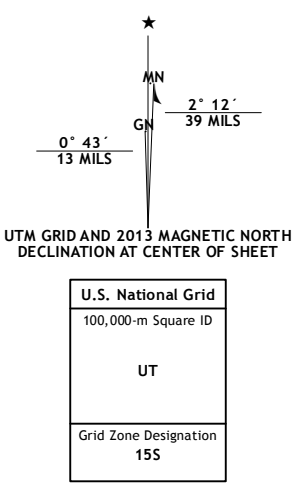 MN
2° 12´
39 MILS
GN
0° 43´
13 MILS
UTM GRID AND 2013 MAGNETIC NORTH
DECLINATION AT CENTER OF SHEET
U.S. National Grid
100,000-m Square ID
UT
Grid Zone Designation
15S